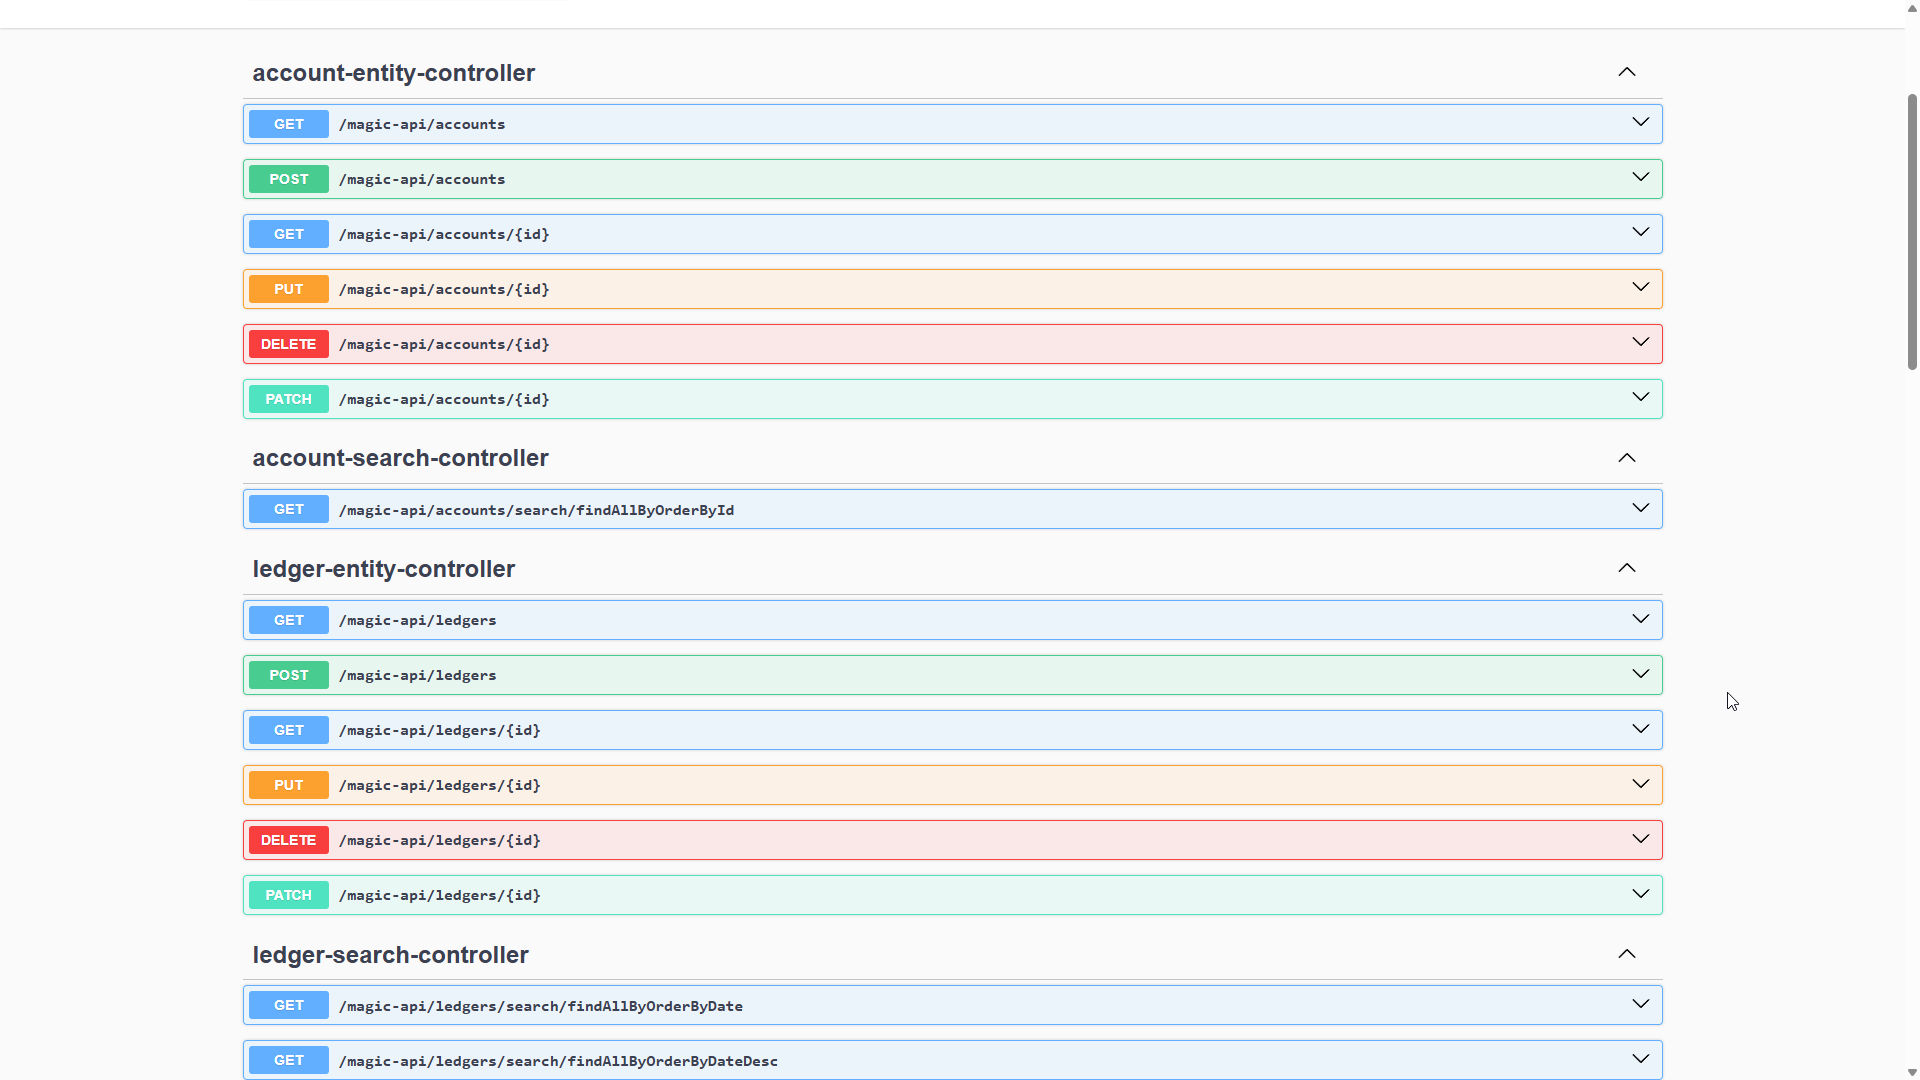 account-entity-controller
GET /magic-api/accounts
POST /magic-api/accounts
GET /magic-api/accounts/{id}
PUT /magic-api/accounts/{id}
DELETE /magic-api/accounts/{id}
PATCH /magic-api/accounts/{id}
account-search-controller
GET /magic-api/accounts/search/findAllByOrderById
ledger-entity-controller
GET /magic-api/ledgers
POST /magic-api/ledgers
GET /magic-api/ledgers/{id}
PUT /magic-api/ledgers/{id}
DELETE /magic-api/ledgers/{id}
PATCH /magic-api/ledgers/{id}
ledger-search-controller
GET /magic-api/ledgers/search/findAllByOrderByDate
GET /magic-api/ledgers/search/findAllByOrderByDateDesc